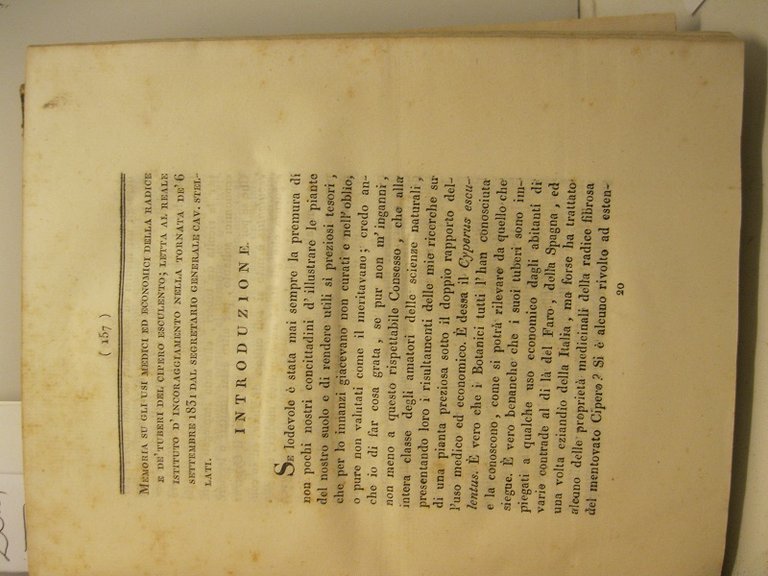 ( 157 )
MEMORIA SU GLI USI MEDICI ED ECONOMICI DELLA RADICE
E DE' TUBERI DEL CIPERO ESCULENTO; LETTA AL REALE
ISTITUTO D' INCORAGGIAMENTO NELLA TORNATA DE' 6
SETTEMBRE 1831 DAL SEGRETARIO GENERALE CAV. STEL-
LATI.
INTRODUZIONE.
SE lodevole è stata mai sempre la premura di
non pochi nostri concittadini d' illustrare le piante
del nostro suolo e di rendere utili sì preziosi tesori,
che per lo innanzi giacevano non curati e nell' oblio,
o pure non valutati come il meritavano; credo an-
che io di far cosa grata, se pur non m' inganni,
non meno a questo rispettabile Consesso, che alla
intera classe degli amatori delle scienze naturali,
presentando loro i risultamenti delle mie ricerche su
di una pianta preziosa sotto il doppio rapporto del-
l' uso medico ed economico. È dessa il Cyperus escu-
lentus. È vero che i Botanici tutti l' han conosciuta
e la conoscono, come si potrà rilevare da quello che
siegue. È vero benanche che i suoi tuberi sono im-
piegati a qualche uso economico dagli abitanti di
varie contrade al di là del Faro, della Spagna, ed
una volta eziandio della Italia, ma forse ha trattato
alcuno delle proprietà medicinali della radice fibrosa
del mentovato Cipero? Si è alcuno rivolto ad esten-
20